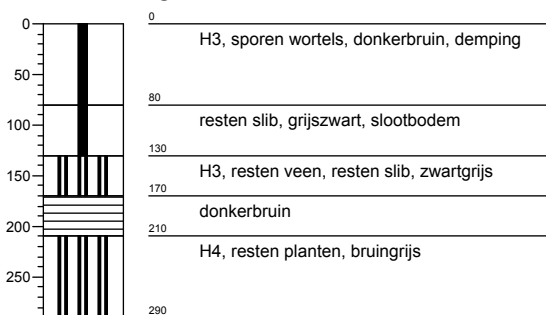 0
0
H3, sporen wortels, donkerbruin, demping
50
80
resten slib, grijszwart, slootbodem
100
130
H3, resten veen, resten slib, zwartgrijs
150
170
donkerbruin
200
210
H4, resten planten, bruingrijs
250
290